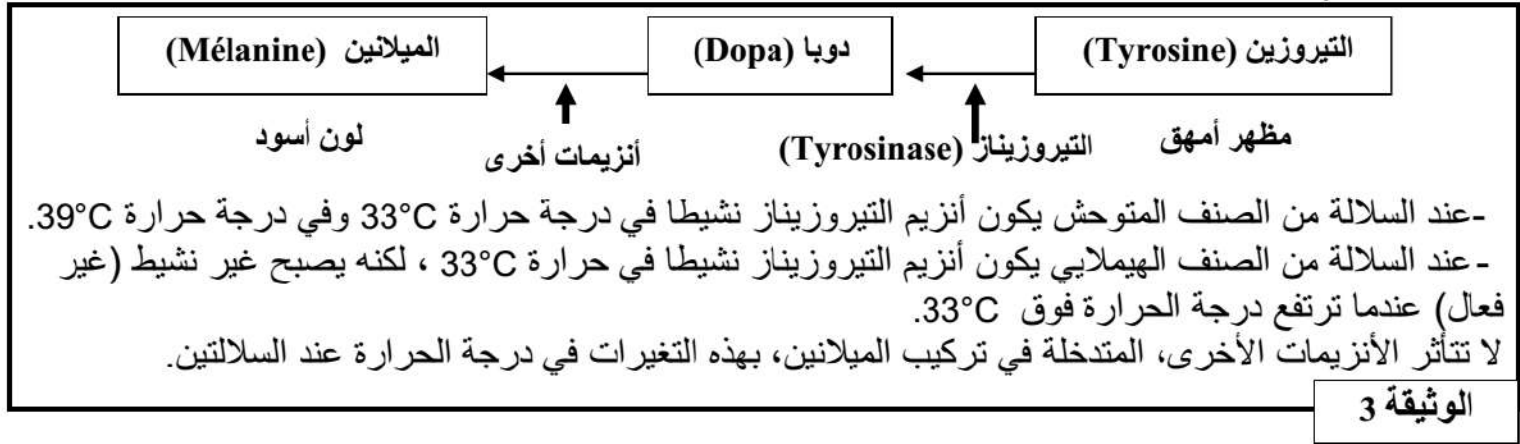 التيروزين (Tyrosine)
دوبا (Dopa)
الميلانين (Mélanine)
مظهر أمهق
التيروزيناز (Tyrosinase)
أنزيمات أخرى
لون أسود
-عند السلالة من الصنف المتوحش يكون أنزيم التيروزيناز نشيطا في درجة حرارة 33°C وفي درجة حرارة 39°C.
- عند السلالة من الصنف الهيملايي يكون أنزيم التيروزيناز نشيطا في حرارة 33°C ، لكنه يصبح غير نشيط (غير
فعال) عندما ترتفع درجة الحرارة فوق 33°C.
لا تتأثر الأنزيمات الأخرى، المتدخلة في تركيب الميلانين، بهذه التغيرات في درجة الحرارة عند السلالتين.
الوثيقة 3